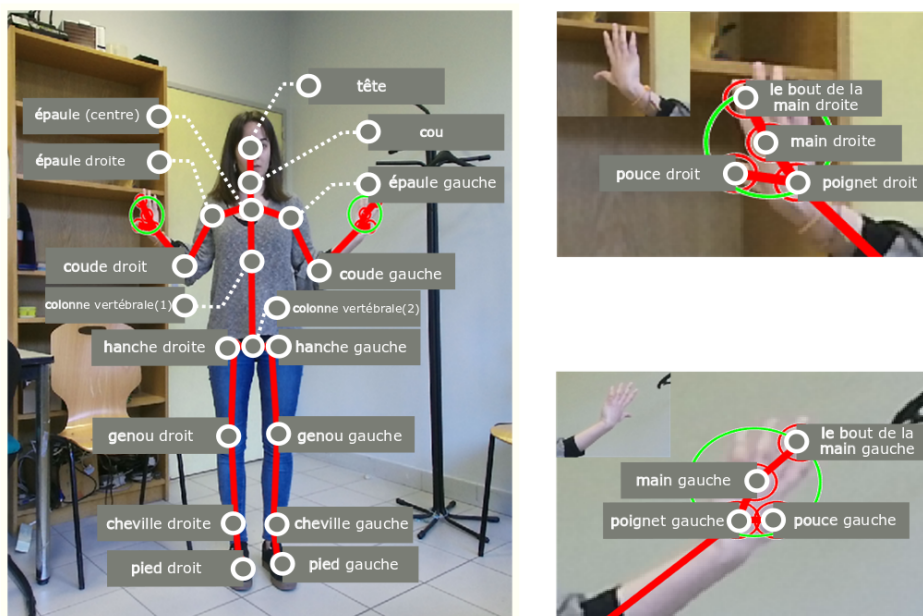 tête
épaule (centre)
cou
épaule droite
épaule gauche
coude droit
coude gauche
colonne vertébrale(1)
colonne vertébrale(2)
hanche droite
hanche gauche
genou droit
genou gauche
cheville droite
cheville gauche
pied droit
pied gauche
le bout de la
main droite
main droite
pouce droit
poignet droit
le bout de la
main gauche
main gauche
poignet gauche
pouce gauche